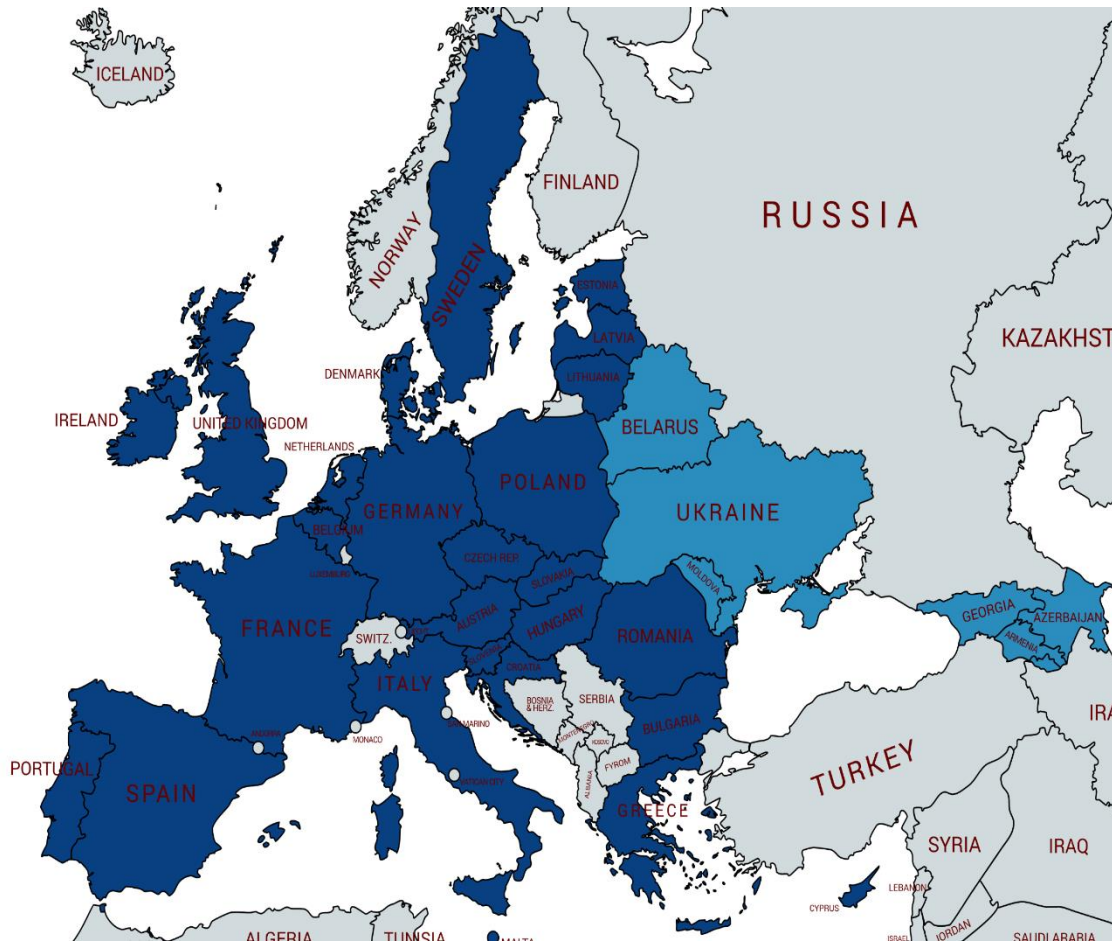 ICELAND
FINLAND
RUSSIA
NORWAY
SWEDEN
ESTONIA
KAZAKHST
LATVIA
DENMARK
LITHUANIA
IRELAND
UNITED KINGDOM
BELARUS
NETHERLANDS
POLAND
GERMANY
UKRAINE
BELGIUM
CZECH REP.
MOLDOVA
SLOVAKIA
AUSTRIA
HUNGARY
GEORGIA
AZERBAIJAN
FRANCE
SWITZ.
ROMANIA
ARMENIA
SLOVENIA
CROATIA
ITALY
BOSNIA
& HERZ.
SERBIA
IRA
SAN MARINO
BULGARIA
MONTENEGRO
KOSOVO
ANDORRA
MONACO
PORTUGAL
FYROM
TURKEY
SPAIN
VATICAN CITY
ALBANIA
GREECE
SYRIA
IRAQ
LEBANON
CYPRUS
ALGERIA
TUNISIA
MALTA
ISRAEL
JORDAN
SAUDI ARABIA